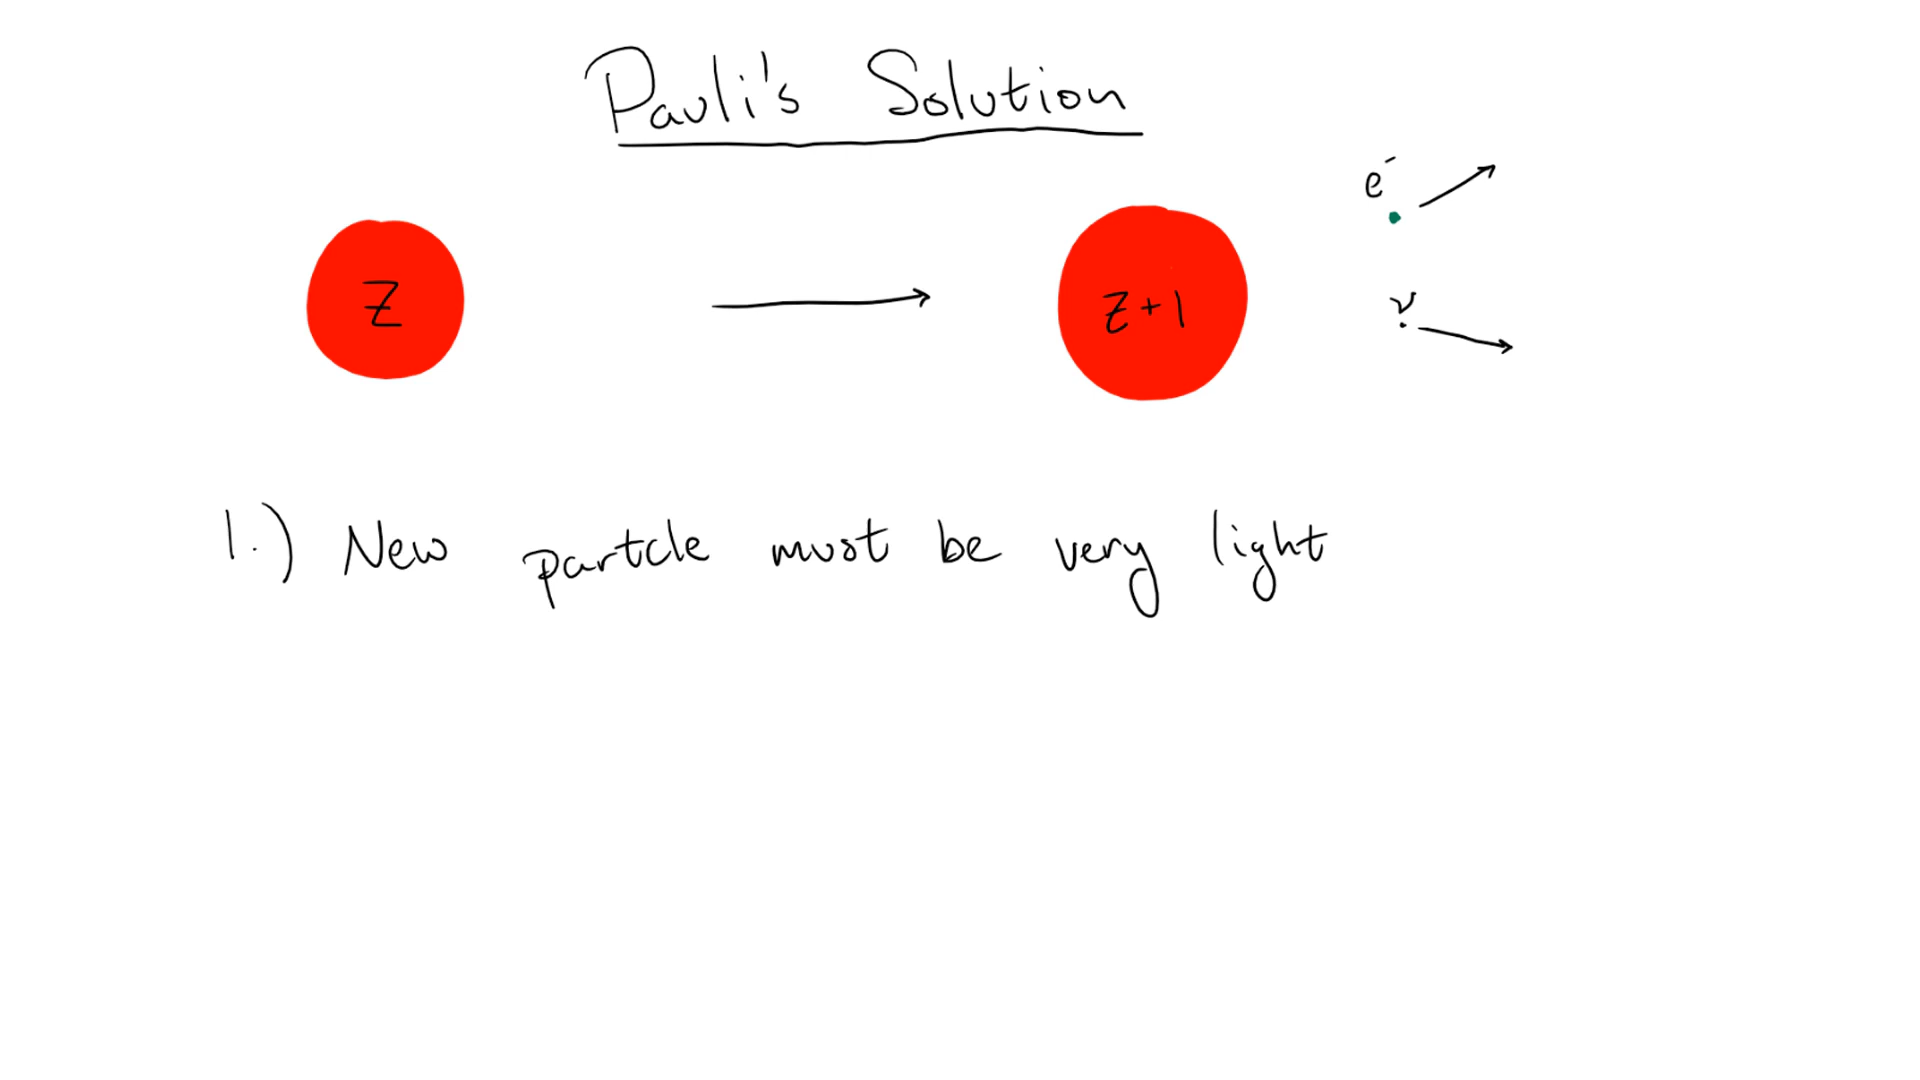 Pauli's Solution
e⁻
Z
Z+1
ν
1.) New partcle must be very light